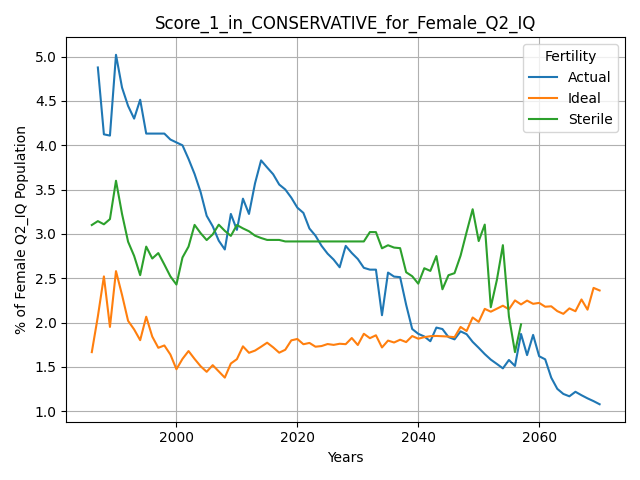 Score_1_in_CONSERVATIVE_for_Female_Q2_IQ
% of Female Q2_IQ Population
5.0
4.5
4.0
3.5
3.0
2.5
2.0
1.5
1.0
Fertility
Actual
Ideal
Sterile
2000
2020
2040
2060
Years